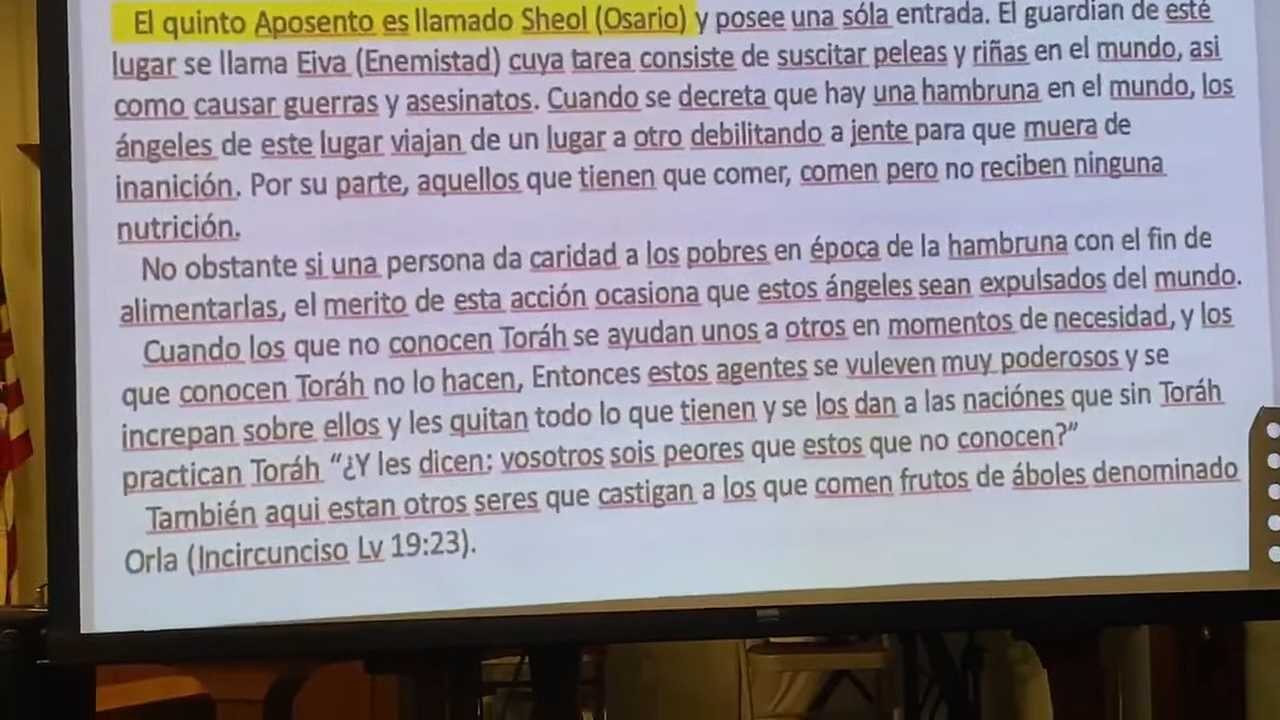 El quinto Aposento es llamado Sheol (Osario) y posee una sóla entrada. El guardian de esté
lugar se llama Eiva (Enemistad) cuya tarea consiste de suscitar peleas y riñas en el mundo, asi
como causar guerras y asesinatos. Cuando se decreta que hay una hambruna en el mundo, los
ángeles de este lugar viajan de un lugar a otro debilitando a jente para que muera de
inanición. Por su parte, aquellos que tienen que comer, comen pero no reciben ninguna
nutrición.
No obstante si una persona da caridad a los pobres en época de la hambruna con el fin de
alimentarlas, el merito de esta acción ocasiona que estos ángeles sean expulsados del mundo.
Cuando los que no conocen Toráh se ayudan unos a otros en momentos de necesidad, y los
que conocen Toráh no lo hacen, Entonces estos agentes se vuleven muy poderosos y se
increpan sobre ellos y les quitan todo lo que tienen y se los dan a las naciónes que sin Toráh
practican Toráh "¿Y les dicen: vosotros sois peores que estos que no conocen?"
También aqui estan otros seres que castigan a los que comen frutos de áboles denominado
Orla (Incircunciso Lv 19:23).